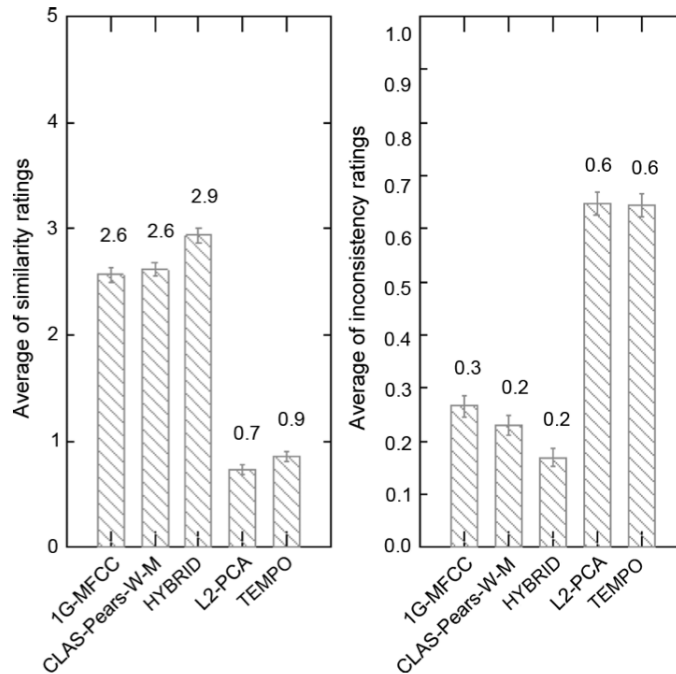 Average of similarity ratings
5
4
3
2
1
0
2.6
2.6
2.9
0.7
0.9
1G-MFCC
CLAS-Pears-W-M
HYBRID
L2-PCA
TEMPO
Average of inconsistency ratings
1.0
0.9
0.8
0.7
0.6
0.5
0.4
0.3
0.2
0.1
0.0
0.3
0.2
0.2
0.6
0.6
1G-MFCC
CLAS-Pears-W-M
HYBRID
L2-PCA
TEMPO